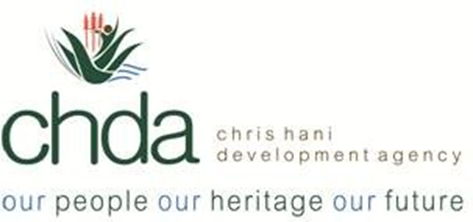 chda
chris hani
development agency
our people our heritage our future